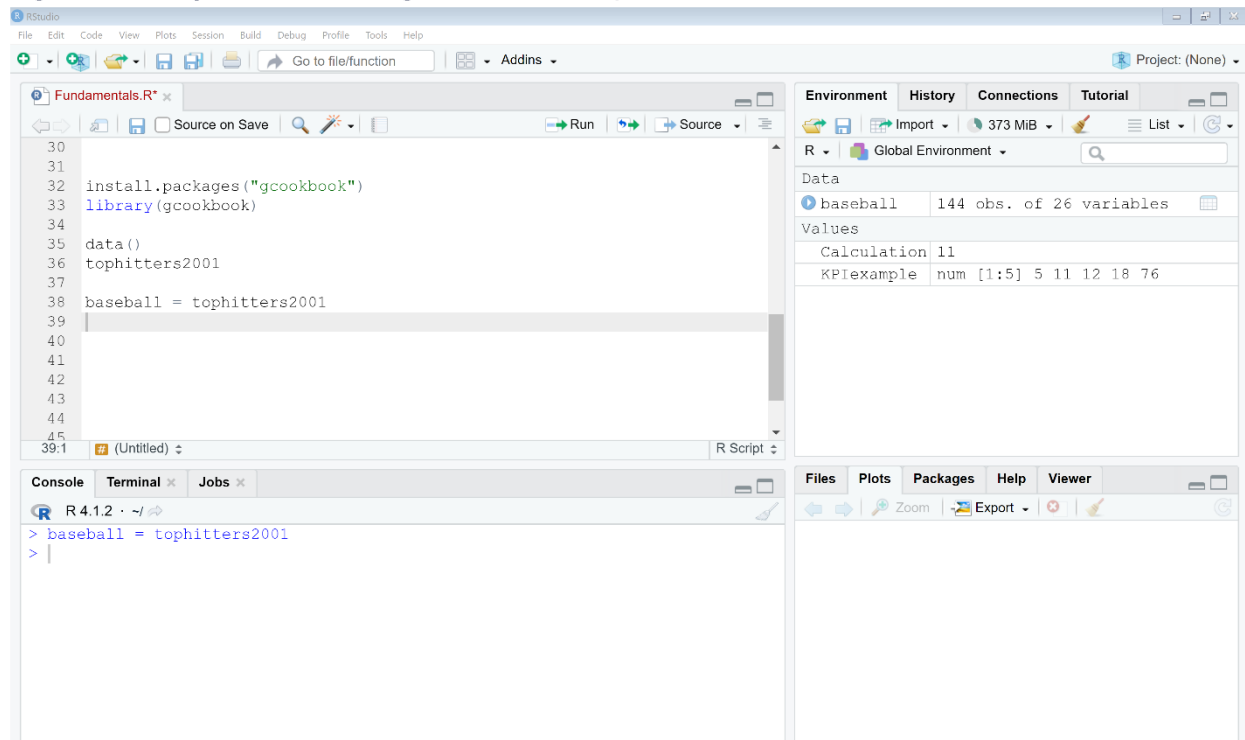 RStudio
File Edit Code View Plots Session Build Debug Profile Tools Help
Go to file/function Addins Project: (None)
Fundamentals.R*
Source on Save Run Source
30
31
32 install.packages("gcookbook")
33 library(gcookbook)
34
35 data()
36 tophitters2001
37
38 baseball = tophitters2001
39
40
41
42
43
44
45
39:1 # (Untitled) R Script
Console Terminal Jobs
R R 4.1.2 · ~/
> baseball = tophitters2001
>
Environment History Connections Tutorial
Import 373 MiB List
R Global Environment
Data
baseball 144 obs. of 26 variables
Values
Calculation 11
KPIexample num [1:5] 5 11 12 18 76
Files Plots Packages Help Viewer
Zoom Export